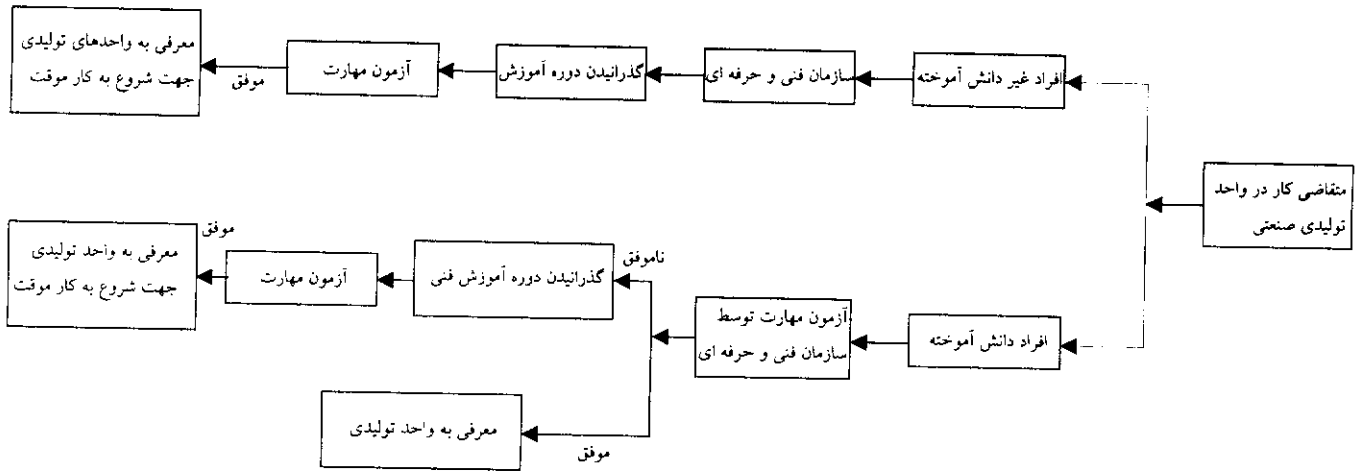 متقاضی کار در واحد
تولیدی صنعتی
افراد غیر دانش آموخته
سازمان فنی و حرفه ای
گذرانیدن دوره آموزش
آزمون مهارت
موفق
معرفی به واحدهای تولیدی
جهت شروع به کار موقت
افراد دانش آموخته
آزمون مهارت توسط
سازمان فنی و حرفه ای
ناموفق
گذرانیدن دوره آموزش فنی
آزمون مهارت
موفق
معرفی به واحد تولیدی
جهت شروع به کار موقت
موفق
معرفی به واحد تولیدی